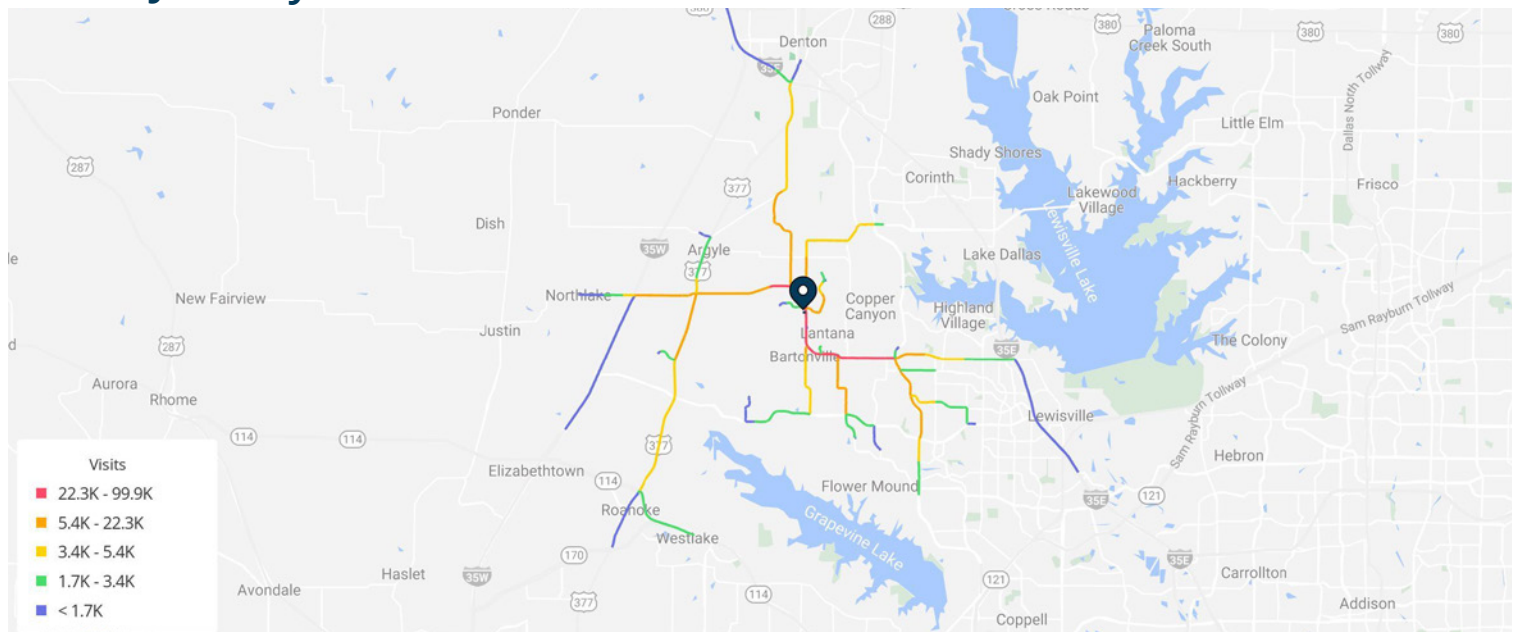 380
288
Denton
35E
Paloma
Creek South
380
380
380
Oak Point
Ponder
Little Elm
Dallas North Tollway
287
Shady Shores
Corinth
Hackerberry
Frisco
377
Lakewood
Village
Dish
Lewisville Lake
35W
Argyle
Lake Dallas
377
New Fairview
Northlake
Copper
Canyon
Highland
Village
Sam Rayburn Tollway
Justin
Lantana
287
Bartonville
35E
The Colony
Aurora
Rhome
Lewisville
Sam Rayburn Tollway
114
114
377
Hebron
Visits
22.3K - 99.9K
5.4K - 22.3K
3.4K - 5.4K
1.7K - 3.4K
< 1.7K
Elizabethtown
114
Flower Mound
35E
121
Roanoke
Grapevine Lake
Westlake
170
35E
Haslet
35W
Avondale
377
114
121
Carrollton
Addison
Coppell